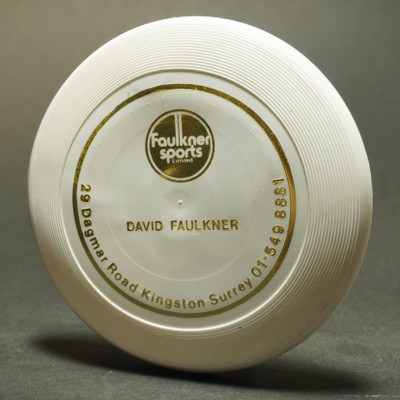 Faulkner
sports
Limited
DAVID FAULKNER
29 Dagmar Road Kingston Surrey 01-549 8881